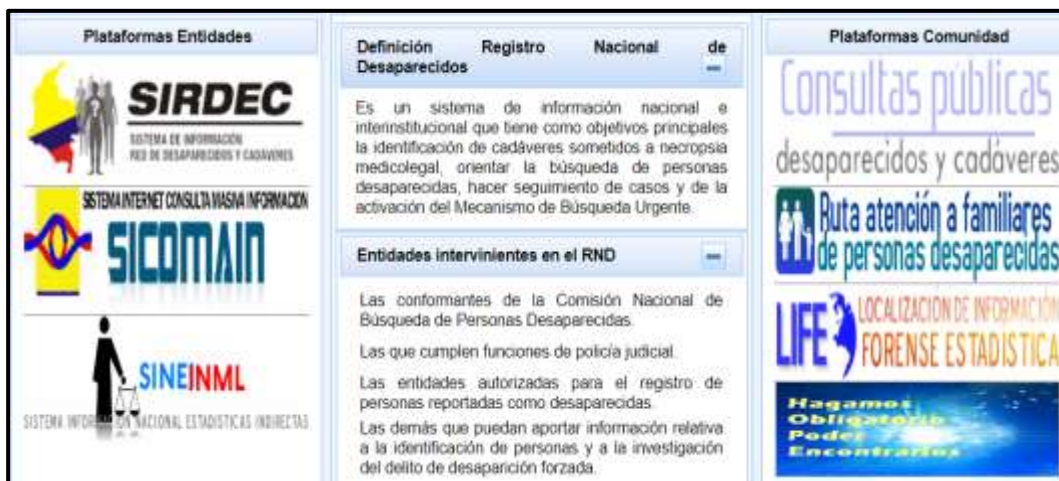 Plataformas Entidades
SIRDEC
SISTEMA DE INFORMACIÓN
RED DE DESAPARECIDOS Y CADÁVERES
SISTEMA INTERNET CONSULTA MASIVA INFORMACION
SICOMAIN
SINEINML
SISTEMA INFORMACIÓN NACIONAL ESTADISTICAS INDIRECTAS
Definición Registro Nacional de
Desaparecidos
Es un sistema de información nacional e
interinstitucional que tiene como objetivos principales
la identificación de cadáveres sometidos a necropsia
medicolegal, orientar la búsqueda de personas
desaparecidas, hacer seguimiento de casos y de la
activación del Mecanismo de Búsqueda Urgente.
Entidades intervinientes en el RND
Las conformantes de la Comisión Nacional de
Búsqueda de Personas Desaparecidas.
Las que cumplen funciones de policía judicial.
Las entidades autorizadas para el registro de
personas reportadas como desaparecidas.
Las demás que puedan aportar información relativa
a la identificación de personas y a la investigación
del delito de desaparición forzada.
Plataformas Comunidad
Consultas públicas
desaparecidos y cadáveres
Ruta atención a familiares
de personas desaparecidas
LIFE
LOCALIZACIÓN DE INFORMACIÓN
FORENSE ESTADÍSTICA
Hagamos
Obligatorio
Poder
Encontrarlos